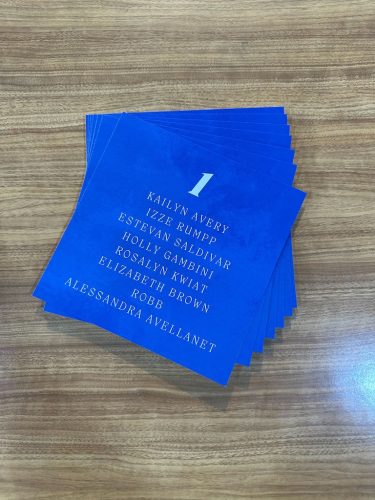 1
KAILYN AVERY
IZZE RUMPP
ESTEVAN SALDIVAR
HOLLY GAMBINI
ROSALYN KWIAT
ELIZABETH BROWN
ROBB
ALESSANDRA AVELLANET